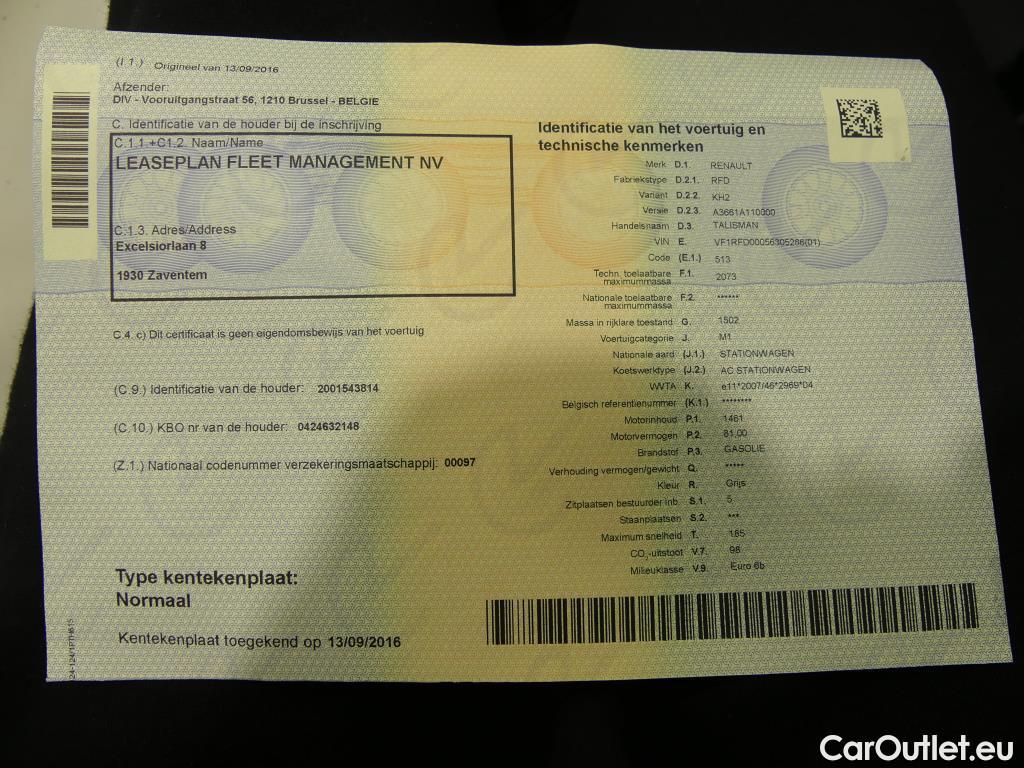 (I 1.) Origineel van 13/09/2016
Afzender:
DIV - Vooruitgangstraat 56, 1210 Brussel - BELGIE
C. Identificatie van de houder bij de inschrijving
C.1.1.+C1.2. Naam/Name
LEASEPLAN FLEET MANAGEMENT NV
C.1.3. Adres/Address
Excelsiorlaan 8
1930 Zaventem
C.4. c) Dit certificaat is geen eigendomsbewijs van het voertuig
(C.9.) Identificatie van de houder: 2001543814
(C.10.) KBO nr van de houder: 0424632148
(Z.1.) Nationaal codenummer verzekeringsmaatschappij: 00097
Type kentekenplaat:
Normaal
Kentekenplaat toegekend op 13/09/2016
Identificatie van het voertuig en
technische kenmerken
Merk D.1. RENAULT
Fabriekstype D.2.1. RFD
Variant D.2.2. KH2
Versie D.2.3. A3661A110000
Handelsnaam D.3. TALISMAN
VIN E. VF1RFD00056305286(01)
Code (E.1.) 513
Techn. toelaatbare F.1. 2073
maximummassa
Nationale toelaatbare F.2. ******
maximummassa
Massa in rijklare toestand G. 1502
Voertuigcategorie J. M1
Nationale aard (J.1.) STATIONWAGEN
Koetswerktype (J.2.) AC STATIONWAGEN
WVTA K. e11*2007/46*2969*04
Belgisch referentienummer (K.1.) ********
Motorinhoud P.1. 1461
Motorvermogen P.2. 81,00
Brandstof P.3. GASOLIE
Verhouding vermogen/gewicht Q. *****
Kleur R. Grijs
Zitplaatsen bestuurder inb. S.1. 5
Staanplaatsen S.2. ***
Maximum snelheid T. 185
CO2-uitstoot V.7. 98
Milieuklasse V.9. Euro 6b
CarOutlet.eu